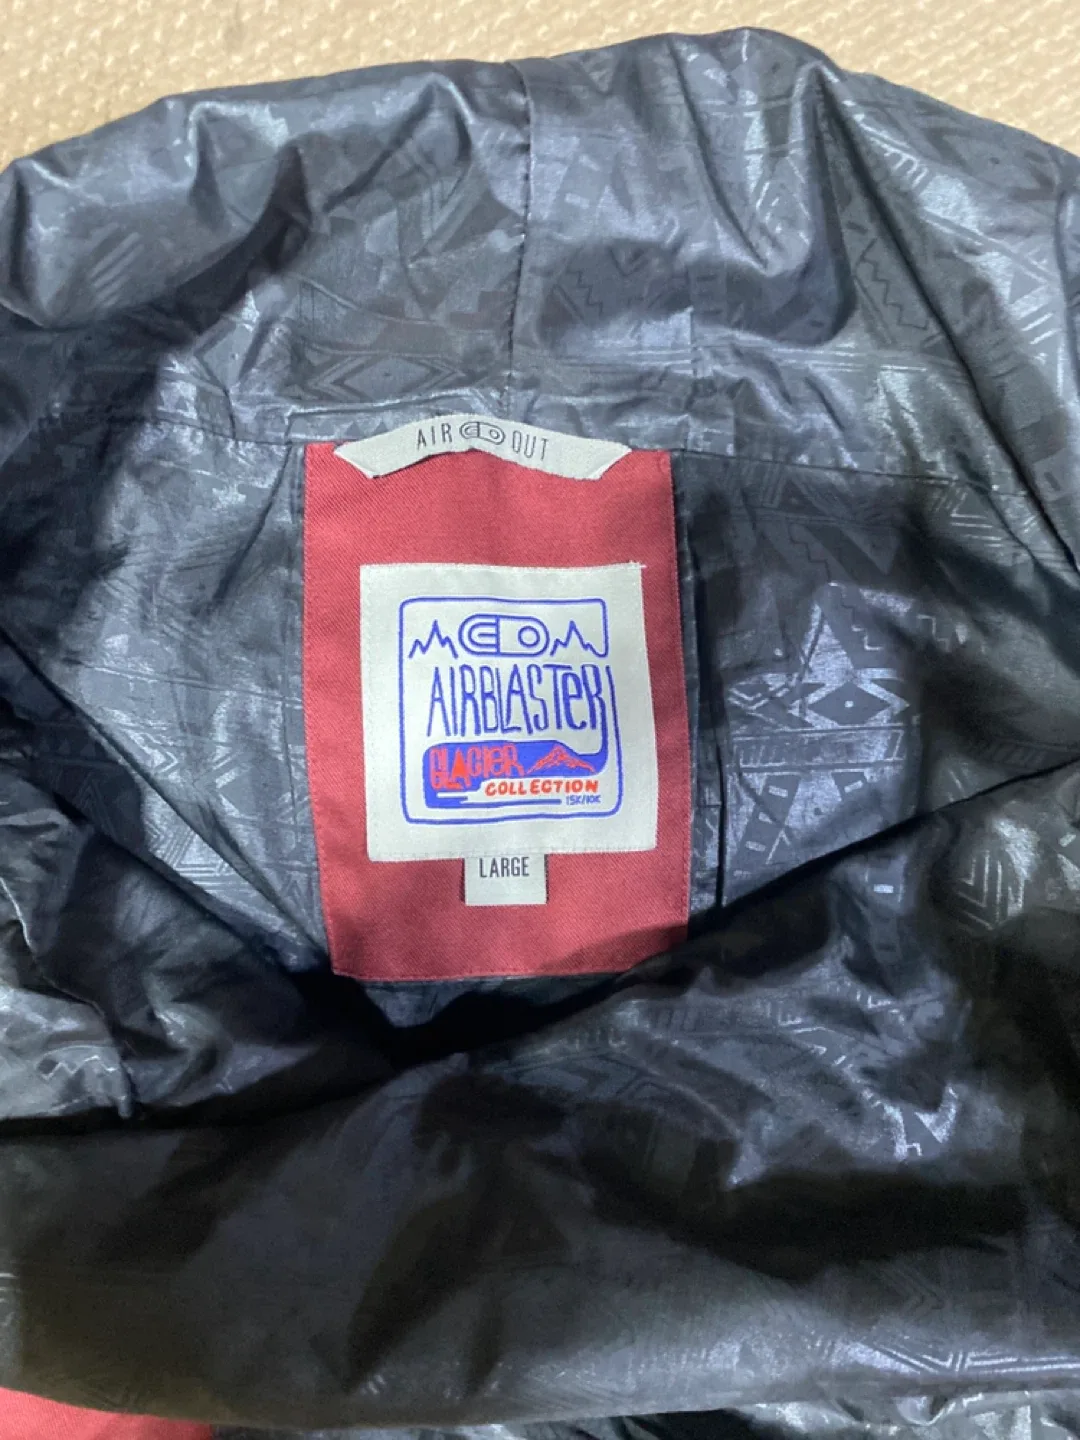 AIR OUT
AIRBLASTER
GLACIER
COLLECTION
15K/10K
LARGE